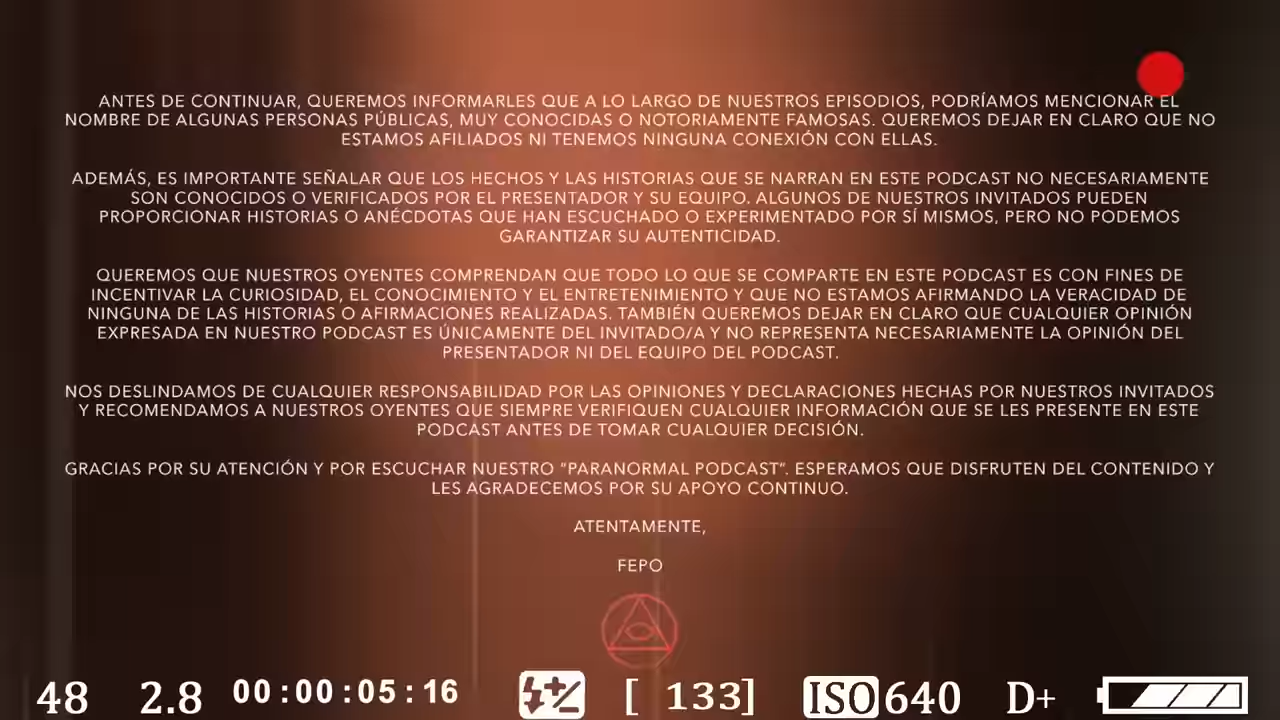 ANTES DE CONTINUAR, QUEREMOS INFORMARLES QUE A LO LARGO DE NUESTROS EPISODIOS, PODRÍAMOS MENCIONAR EL
NOMBRE DE ALGUNAS PERSONAS PÚBLICAS, MUY CONOCIDAS O NOTORIAMENTE FAMOSAS. QUEREMOS DEJAR EN CLARO QUE NO
ESTAMOS AFILIADOS NI TENEMOS NINGUNA CONEXIÓN CON ELLAS.
ADEMÁS, ES IMPORTANTE SEÑALAR QUE LOS HECHOS Y LAS HISTORIAS QUE SE NARRAN EN ESTE PODCAST NO NECESARIAMENTE
SON CONOCIDOS O VERIFICADOS POR EL PRESENTADOR Y SU EQUIPO. ALGUNOS DE NUESTROS INVITADOS PUEDEN
PROPORCIONAR HISTORIAS O ANÉCDOTAS QUE HAN ESCUCHADO O EXPERIMENTADO POR SÍ MISMOS, PERO NO PODEMOS
GARANTIZAR SU AUTENTICIDAD.
QUEREMOS QUE NUESTROS OYENTES COMPRENDAN QUE TODO LO QUE SE COMPARTE EN ESTE PODCAST ES CON FINES DE
INCENTIVAR LA CURIOSIDAD, EL CONOCIMIENTO Y EL ENTRETENIMIENTO Y QUE NO ESTAMOS AFIRMANDO LA VERACIDAD DE
NINGUNA DE LAS HISTORIAS O AFIRMACIONES REALIZADAS. TAMBIÉN QUEREMOS DEJAR EN CLARO QUE CUALQUIER OPINIÓN
EXPRESADA EN NUESTRO PODCAST ES ÚNICAMENTE DEL INVITADO/A Y NO REPRESENTA NECESARIAMENTE LA OPINIÓN DEL
PRESENTADOR NI DEL EQUIPO DEL PODCAST.
NOS DESLINDAMOS DE CUALQUIER RESPONSABILIDAD POR LAS OPINIONES Y DECLARACIONES HECHAS POR NUESTROS INVITADOS
Y RECOMENDAMOS A NUESTROS OYENTES QUE SIEMPRE VERIFIQUEN CUALQUIER INFORMACIÓN QUE SE LES PRESENTE EN ESTE
PODCAST ANTES DE TOMAR CUALQUIER DECISIÓN.
GRACIAS POR SU ATENCIÓN Y POR ESCUCHAR NUESTRO "PARANORMAL PODCAST". ESPERAMOS QUE DISFRUTEN DEL CONTENIDO Y
LES AGRADECEMOS POR SU APOYO CONTINUO.
ATENTAMENTE,
FEPO
48 2.8 00:00:05:16 [ 133] ISO 640 D+